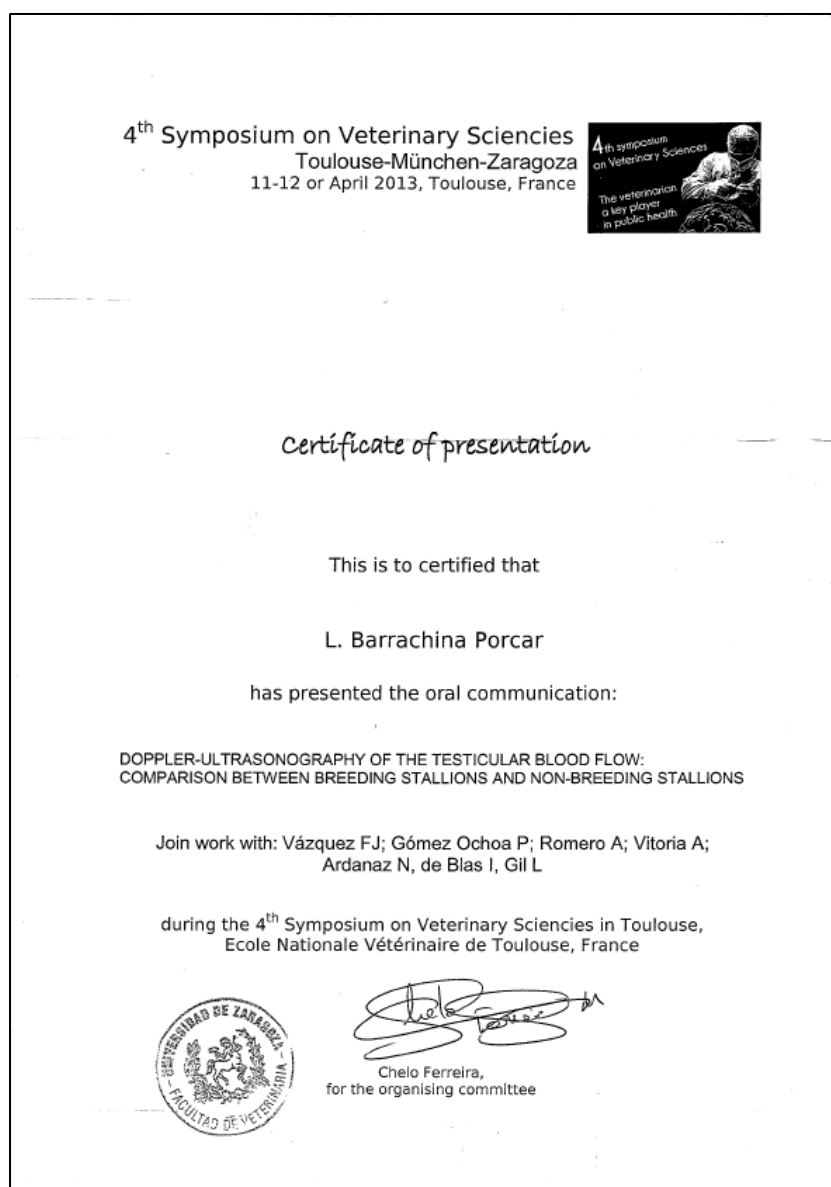 4th Symposium on Veterinary Sciencies
Toulouse-München-Zaragoza
11-12 or April 2013, Toulouse, France
4th symposium
on Veterinary Sciences
The veterinarian
a key player
in public health
Certificate of presentation
This is to certified that
L. Barrachina Porcar
has presented the oral communication:
DOPPLER-ULTRASONOGRAPHY OF THE TESTICULAR BLOOD FLOW:
COMPARISON BETWEEN BREEDING STALLIONS AND NON-BREEDING STALLIONS
Join work with: Vázquez FJ; Gómez Ochoa P; Romero A; Vitoria A;
Ardanaz N, de Blas I, Gil L
during the 4th Symposium on Veterinary Sciences in Toulouse,
Ecole Nationale Vétérinaire de Toulouse, France
Chelo Ferreira,
for the organising committee
UNIVERSIDAD DE ZARAGOZA
FACULTAD DE VETERINARIA